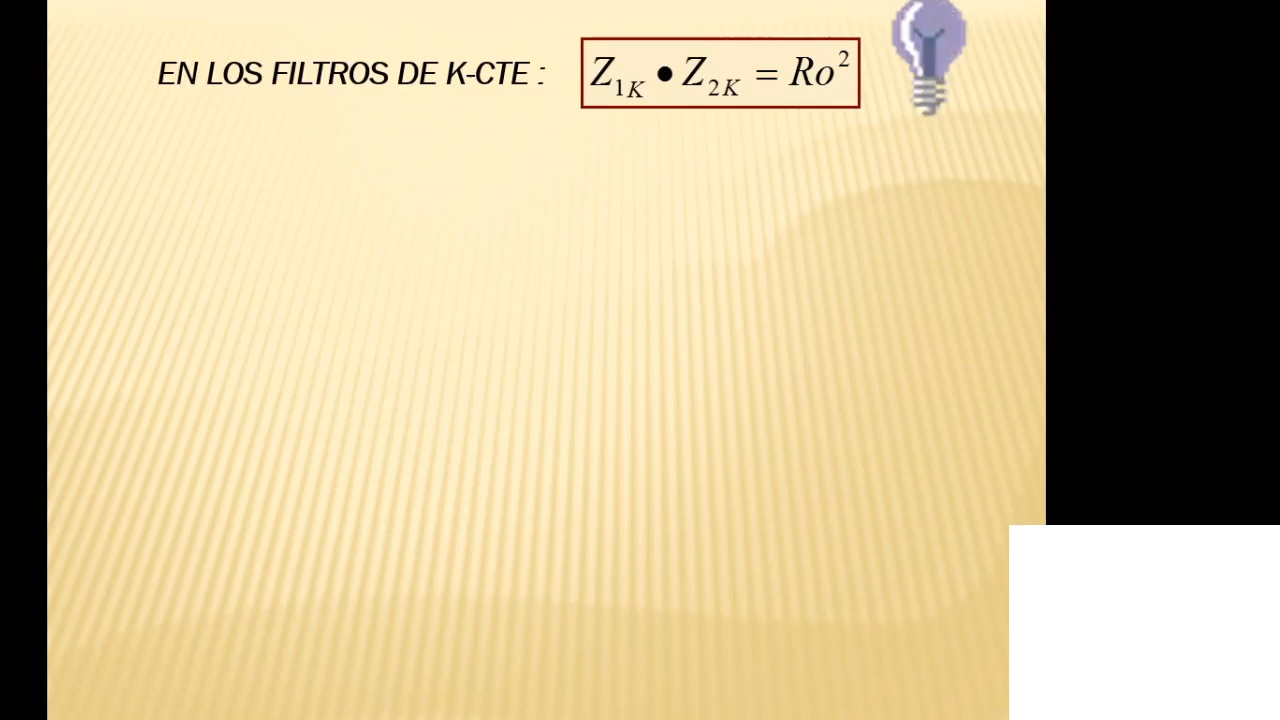 EN LOS FILTROS DE K-CTE : Z₁K • Z₂K = Ro²